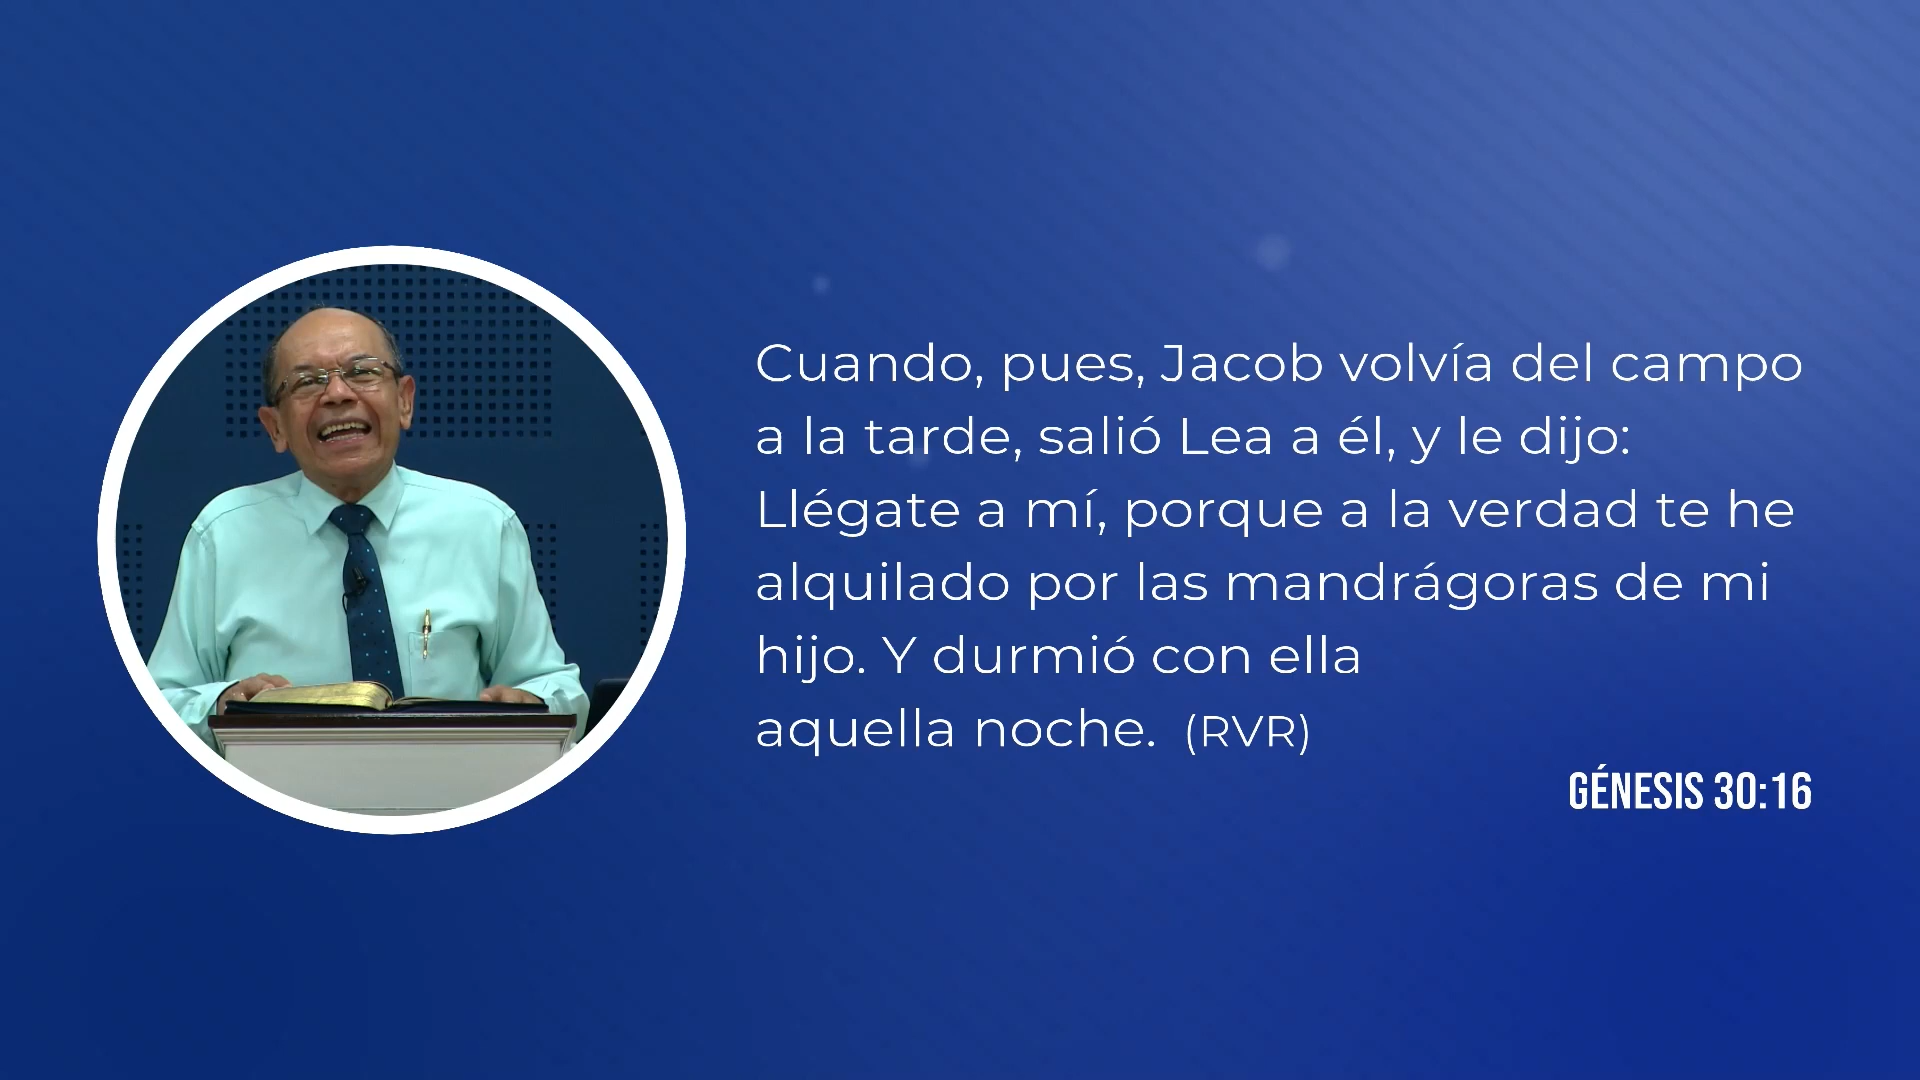 Cuando, pues, Jacob volvía del campo
a la tarde, salió Lea a él, y le dijo:
Llégate a mí, porque a la verdad te he
alquilado por las mandrágoras de mi
hijo. Y durmió con ella
aquella noche. (RVR)
GÉNESIS 30:16